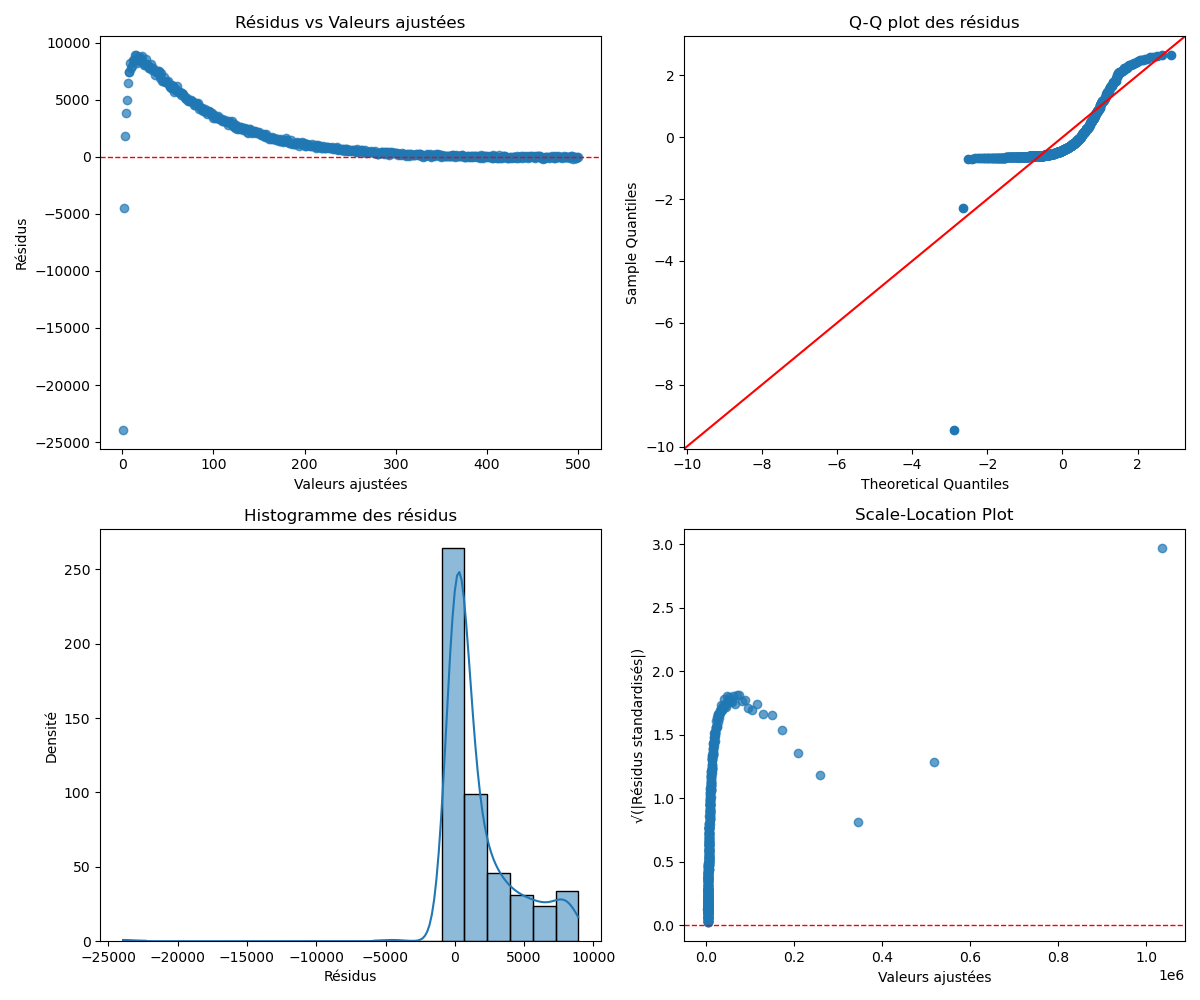 Résidus vs Valeurs ajustées
10000
5000
0
−5000
−10000
−15000
−20000
−25000
Résidus
0 100 200 300 400 500
Valeurs ajustées
Q-Q plot des résidus
2
0
−2
−4
−6
−8
−10
Sample Quantiles
−10 −8 −6 −4 −2 0 2
Theoretical Quantiles
Histogramme des résidus
250
200
150
100
50
0
Densité
−25000 −20000 −15000 −10000 −5000 0 5000 10000
Résidus
Scale-Location Plot
3.0
2.5
2.0
1.5
1.0
0.5
0.0
√(|Résidus standardisés|)
0.0 0.2 0.4 0.6 0.8 1.0
1e6
Valeurs ajustées